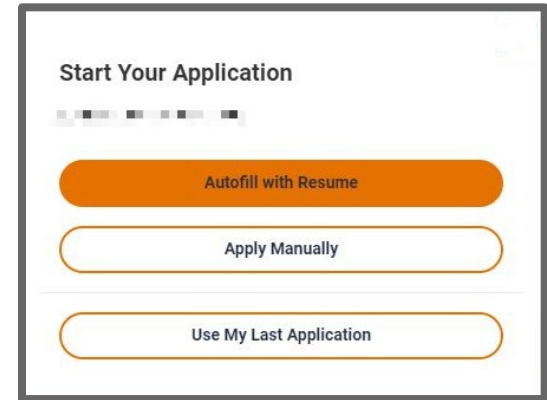 Start Your Application
Autofill with Resume
Apply Manually
Use My Last Application